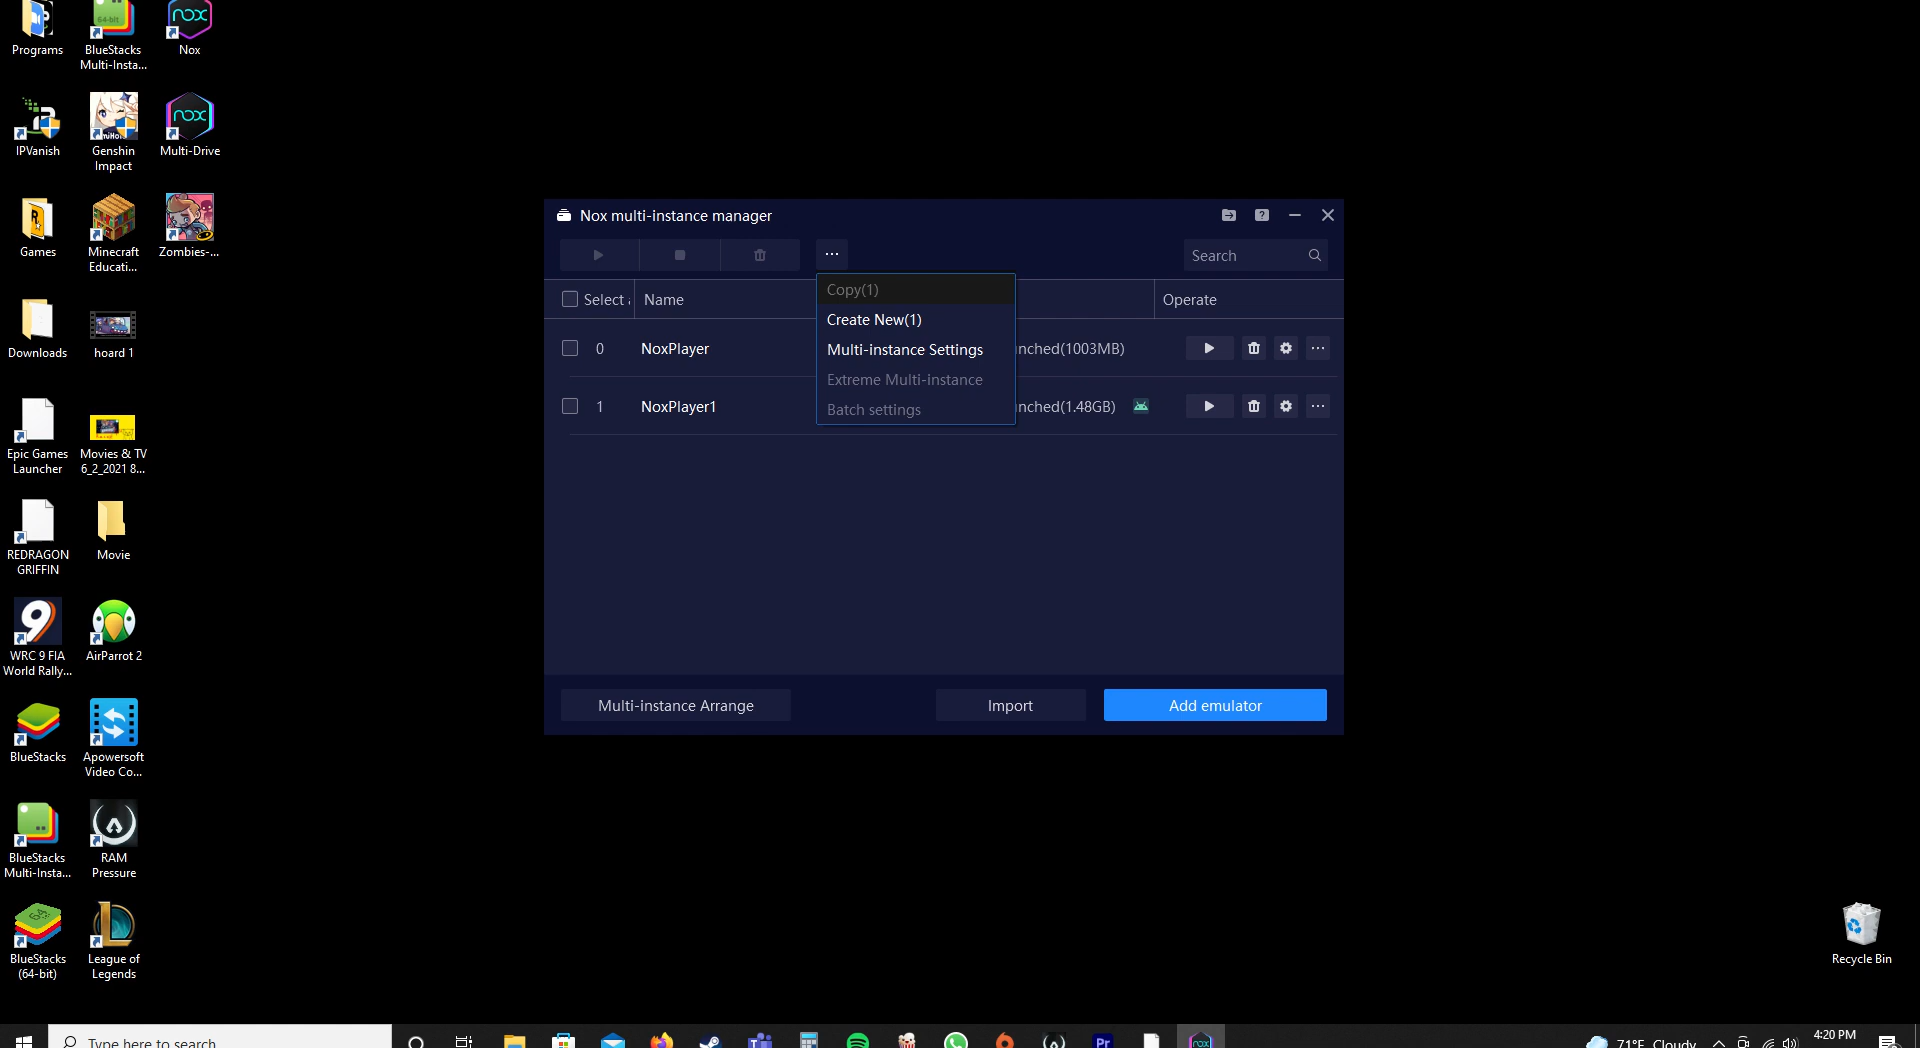 Programs
BlueStacks
Multi-Insta...
Nox
IPVanish
Genshin
Impact
Multi-Drive
Games
Minecraft
Educati...
Zombies-...
Downloads
hoard 1
Epic Games
Launcher
Movies & TV
6_2_2021 8...
REDRAGON
GRIFFIN
Movie
WRC 9 FIA
World Rally...
AirParrot 2
BlueStacks
Apowersoft
Video Co...
BlueStacks
Multi-Insta...
RAM
Pressure
BlueStacks
(64-bit)
League of
Legends
Nox multi-instance manager
Search
Select
Name
Operate
Copy(1)
Create New(1)
Multi-instance Settings
Extreme Multi-instance
Batch settings
0 NoxPlayer nched(1003MB)
1 NoxPlayer1 nched(1.48GB)
Multi-instance Arrange
Import
Add emulator
Recycle Bin
Type here to search
71°F Cloudy
4:20 PM